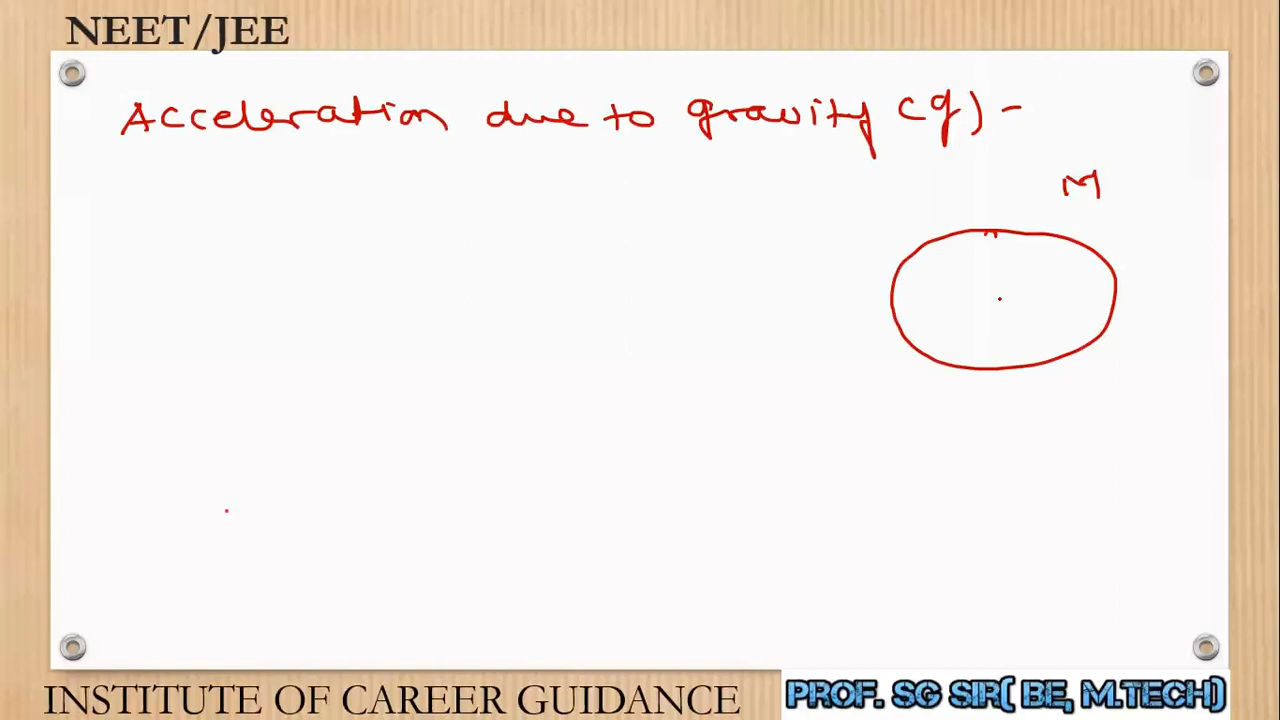 NEET/JEE
Acceleration due to gravity (g) -
M
INSTITUTE OF CAREER GUIDANCE
PROF. SG SIR( BE, M.TECH)